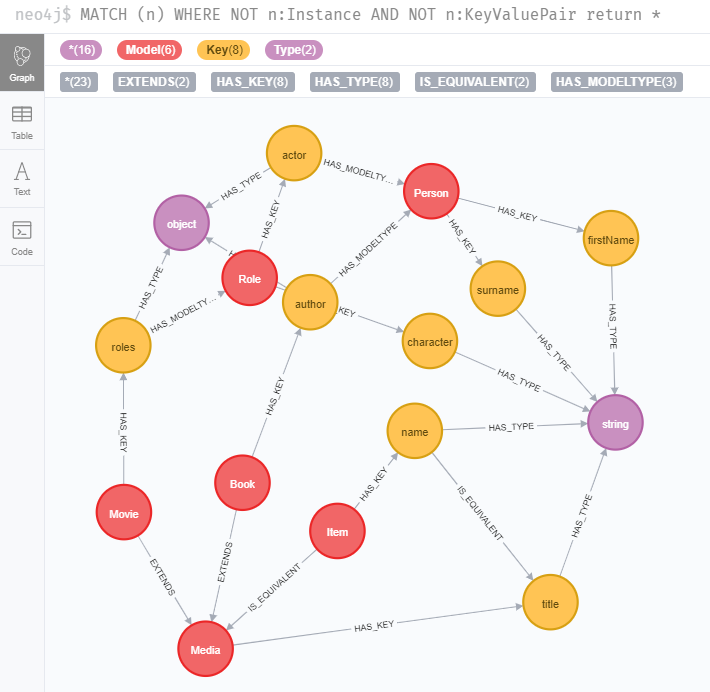 neo4j$ MATCH (n) WHERE NOT n:Instance AND NOT n:KeyValuePair return *
Graph
Table
Text
Code
*(16) Model(6) Key(8) Type(2)
*(23) EXTENDS(2) HAS_KEY(8) HAS_TYPE(8) IS_EQUIVALENT(2) HAS_MODELTYPE(3)
actor
HAS_MODELTY...
HAS_TYPE
Person
object
HAS_KEY
HAS_KEY
HAS_KEY
firstName
HAS_MODELTYPE
HAS_TYPE
Role
surname
author
HAS_MODELTY...
KEY
HAS_TYPE
roles
character
HAS_TYPE
HAS_TYPE
HAS_KEY
HAS_KEY
name
HAS_TYPE
string
Book
HAS_KEY
IS_EQUIVALENT
Movie
HAS_TYPE
Item
EXTENDS
EXTENDS
IS_EQUIVALENT
title
HAS_KEY
Media